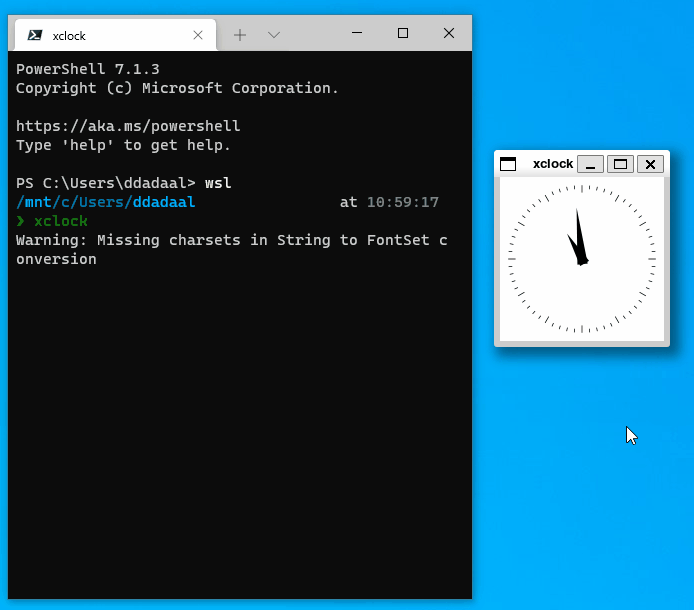 xclock
PowerShell 7.1.3
Copyright (c) Microsoft Corporation.
https://aka.ms/powershell
Type 'help' to get help.
PS C:\Users\ddadaal> wsl
/mnt/c/Users/ddadaal at 10:59:17
❯ xclock
Warning: Missing charsets in String to FontSet c
onversion
xclock